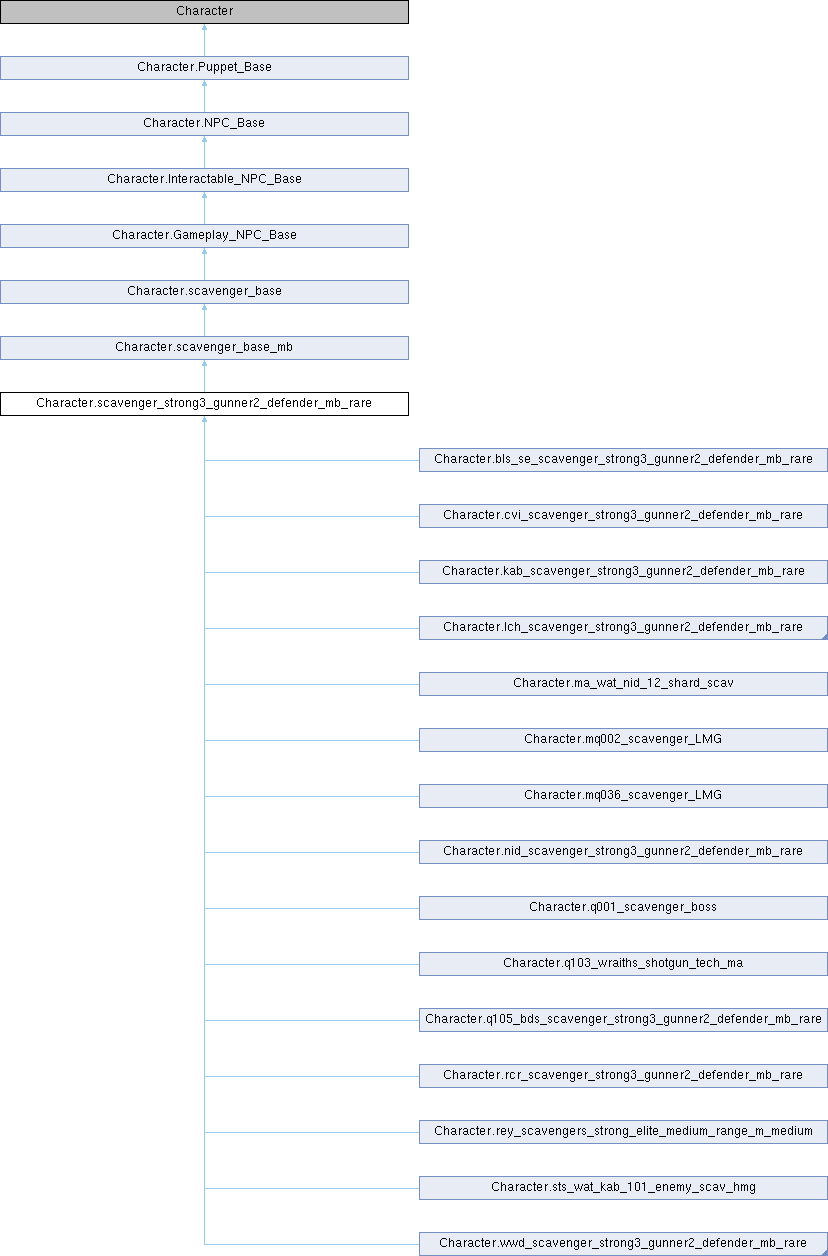 Character
Character.Puppet_Base
Character.NPC_Base
Character.Interactable_NPC_Base
Character.Gameplay_NPC_Base
Character.scavenger_base
Character.scavenger_base_mb
Character.scavenger_strong3_gunner2_defender_mb_rare
Character.bls_se_scavenger_strong3_gunner2_defender_mb_rare
Character.cvi_scavenger_strong3_gunner2_defender_mb_rare
Character.kab_scavenger_strong3_gunner2_defender_mb_rare
Character.lch_scavenger_strong3_gunner2_defender_mb_rare
Character.ma_wat_nid_12_shard_scav
Character.mq002_scavenger_LMG
Character.mq036_scavenger_LMG
Character.nid_scavenger_strong3_gunner2_defender_mb_rare
Character.q001_scavenger_boss
Character.q103_wraiths_shotgun_tech_ma
Character.q105_bds_scavenger_strong3_gunner2_defender_mb_rare
Character.rcr_scavenger_strong3_gunner2_defender_mb_rare
Character.rey_scavengers_strong_elite_medium_range_m_medium
Character.sts_wat_kab_101_enemy_scav_hmg
Character.wwd_scavenger_strong3_gunner2_defender_mb_rare